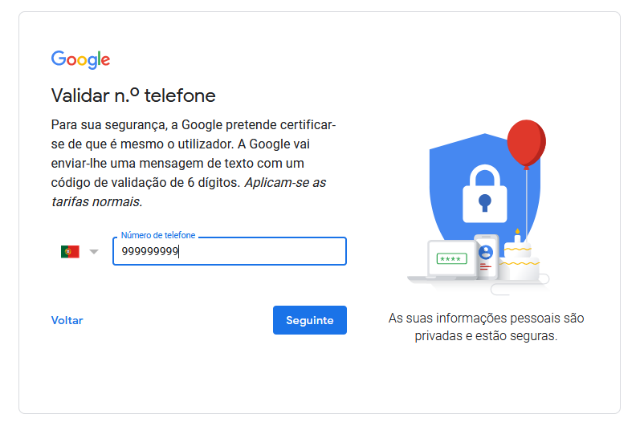 Google
Validar n.º telefone
Para sua segurança, a Google pretende certificar-
se de que é mesmo o utilizador. A Google vai
enviar-lhe uma mensagem de texto com um
código de validação de 6 dígitos. Aplicam-se as
tarifas normais.
Número de telefone
999999999
Voltar
Seguinte
****
As suas informações pessoais são
privadas e estão seguras.